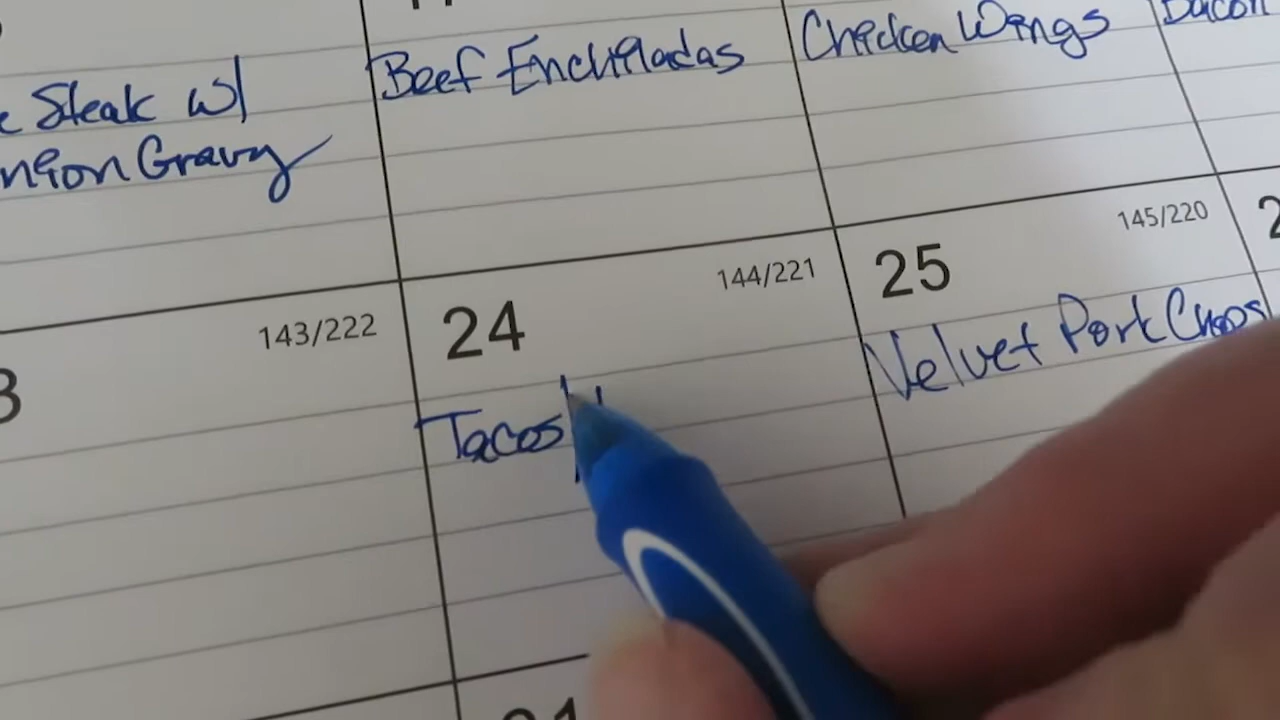 Steak w/
Beef Enchiladas
Chicken Wings
Bacon
Onion Gravy
143/222
24
144/221
25
145/220
Tacos
Velvet Pork Chops